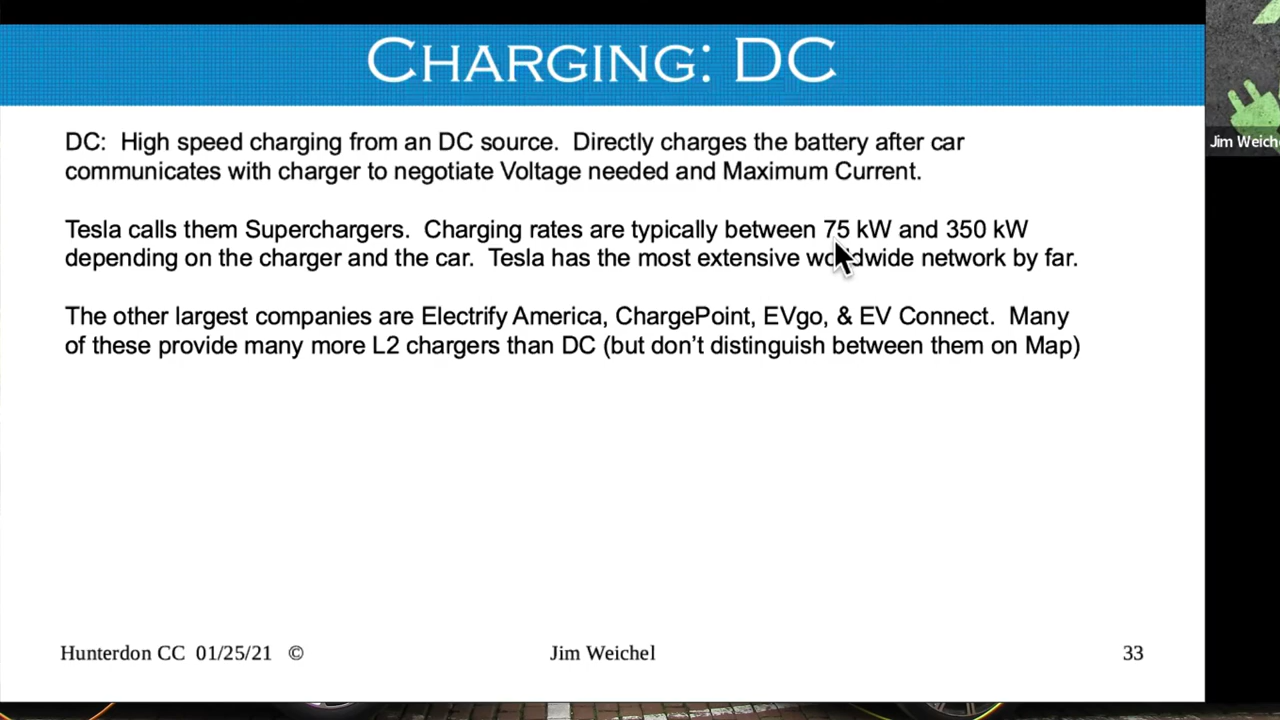 CHARGING: DC
DC: High speed charging from an DC source. Directly charges the battery after car
communicates with charger to negotiate Voltage needed and Maximum Current.
Tesla calls them Superchargers. Charging rates are typically between 75 kW and 350 kW
depending on the charger and the car. Tesla has the most extensive worldwide network by far.
The other largest companies are Electrify America, ChargePoint, EVgo, & EV Connect. Many
of these provide many more L2 chargers than DC (but don't distinguish between them on Map)
Hunterdon CC 01/25/21 ©
Jim Weichel
33
Jim Weich